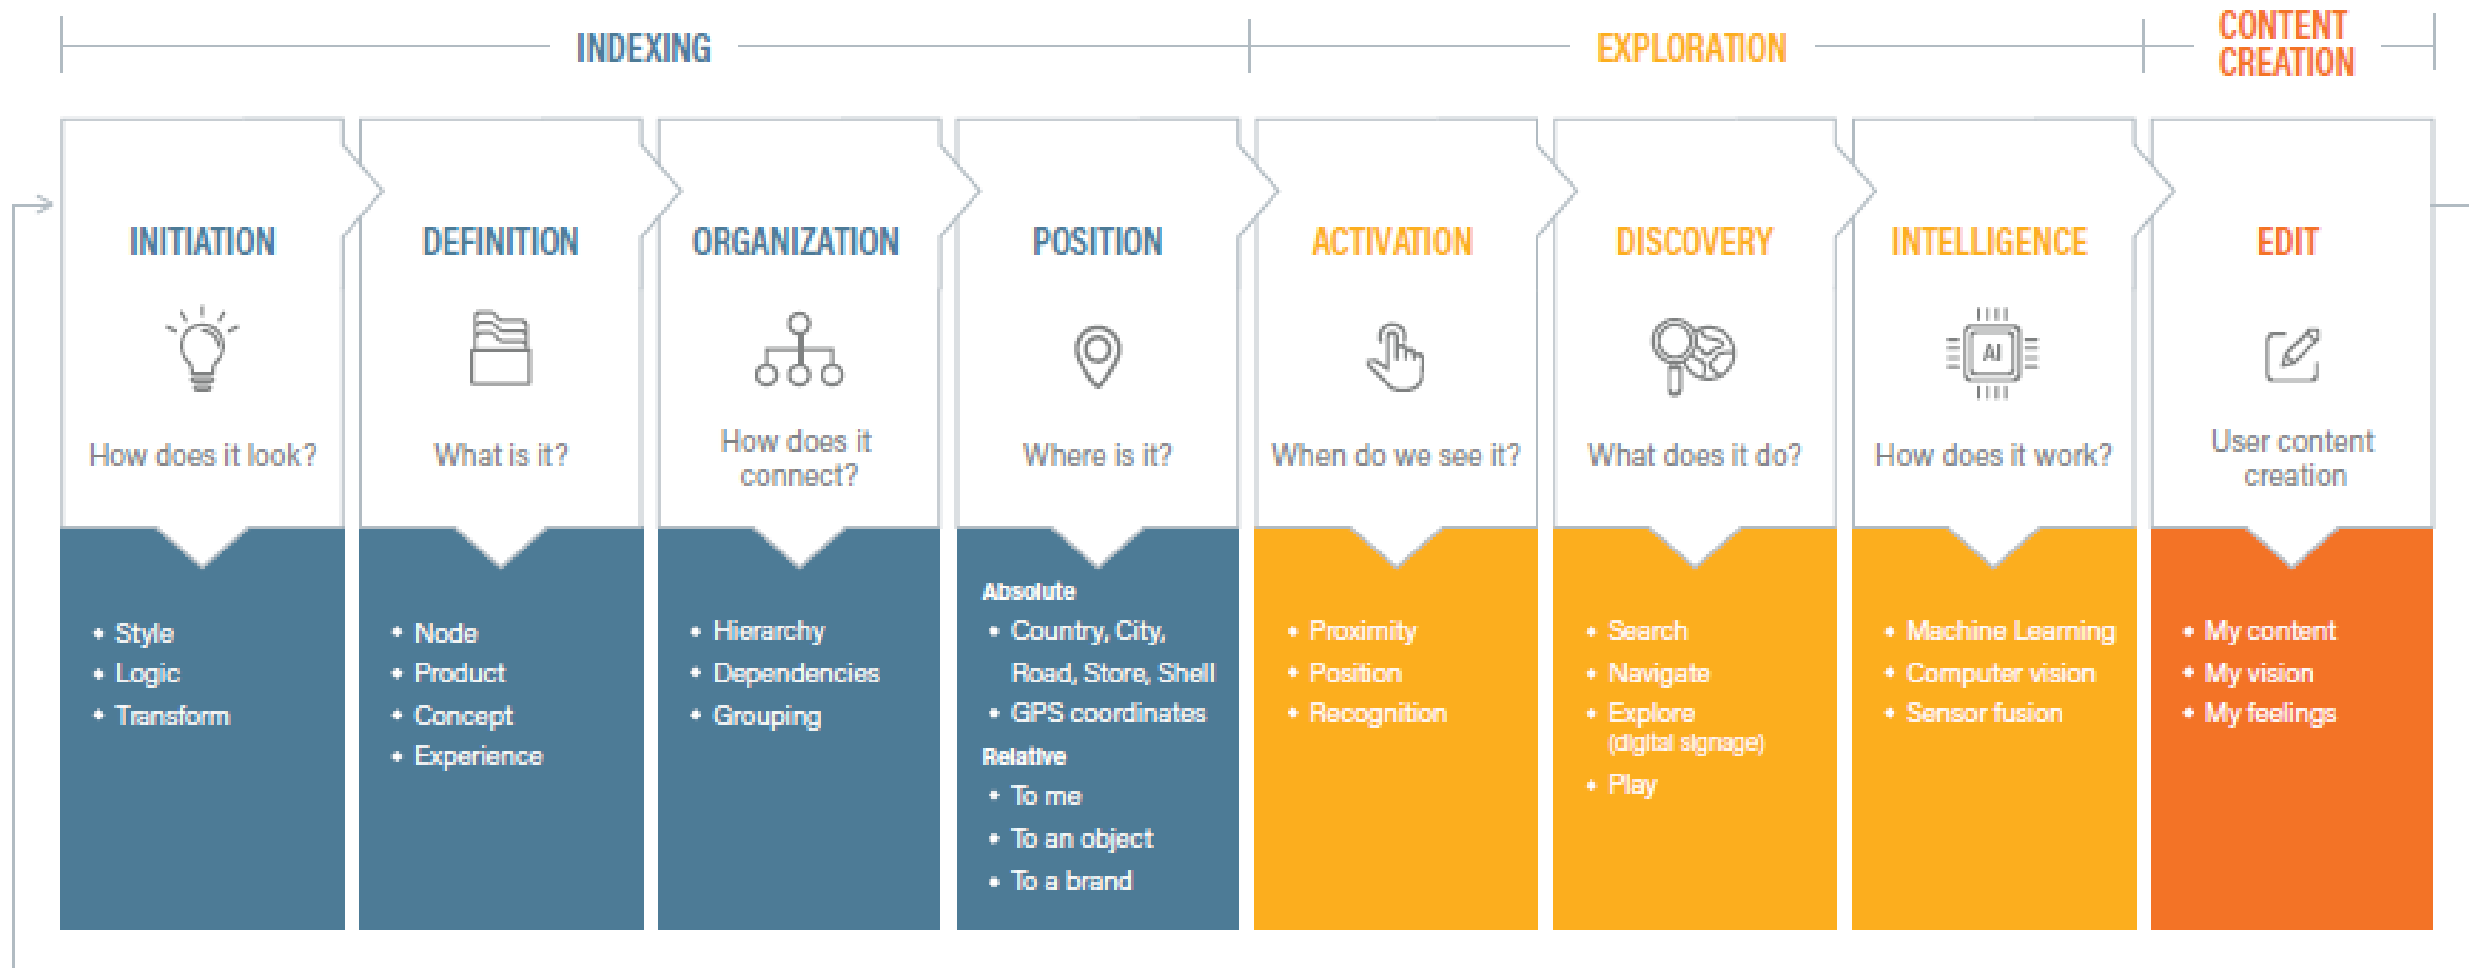 INDEXING
EXPLORATION
CONTENT
CREATION
INITIATION
How does it look?
• Style
• Logic
• Transform
DEFINITION
What is it?
• Node
• Product
• Concept
• Experience
ORGANIZATION
How does it
connect?
• Hierarchy
• Dependencies
• Grouping
POSITION
Where is it?
Absolute
• Country, City,
Road, Store, Shelf
• GPS coordinates
Relative
• To me
• To an object
• To a brand
ACTIVATION
When do we see it?
• Proximity
• Position
• Recognition
DISCOVERY
What does it do?
• Search
• Navigate
• Explore
(digital signage)
• Play
INTELLIGENCE
AI
How does it work?
• Machine Learning
• Computer vision
• Sensor fusion
EDIT
User content
creation
• My content
• My vision
• My feelings